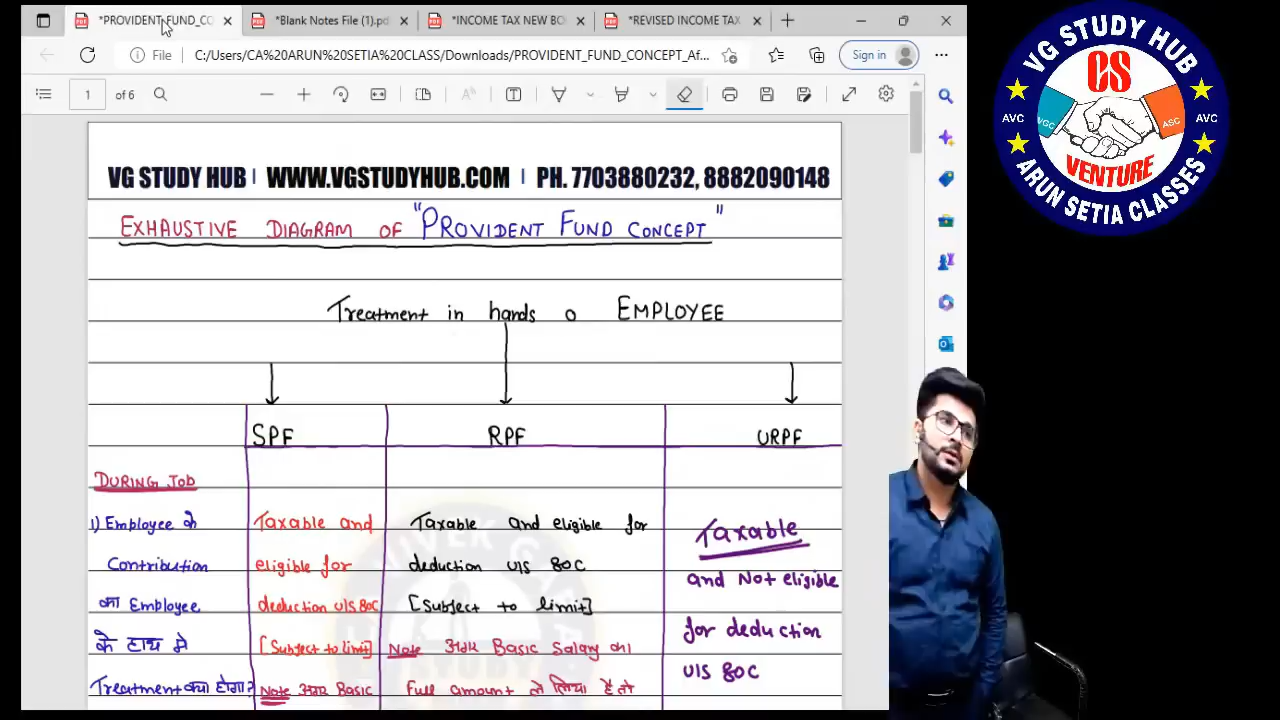 *PROVIDENT_FUND_CO
*Blank Notes File (1).pd
*INCOME TAX NEW BO
*REVISED INCOME TAX
File
C:/Users/CA%20ARUN%20SETIA%20CLASS/Downloads/PROVIDENT_FUND_CONCEPT_Af...
Sign in
1 of 6
VG STUDY HUB | WWW.VGSTUDYHUB.COM | PH. 7703880232, 8882090148
EXHAUSTIVE DIAGRAM OF "PROVIDENT FUND CONCEPT"
Treatment in hands o EMPLOYEE
SPF
RPF
URPF
DURING JOB
1) Employee के
Contribution
का Employee
के हाथ मे
Treatment क्या होगा?
Taxable and
eligible for
deduction U/S 80C
[Subject to limit]
Note अगर Basic
Taxable and eligible for
deduction U/S 80C
[Subject to limit]
Note अगर Basic Salary का
Full amount ले लिया है तो
Taxable
and Not eligible
for deduction
U/S 80C
VG STUDY HUB
CS
AVC
AVC
VGC
ASC
VENTURE
ARUN SETIA CLASSES